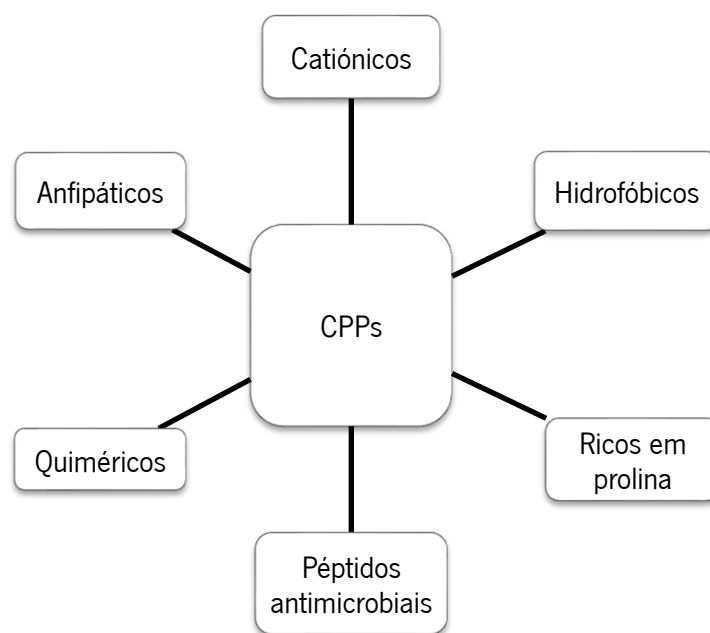 Catiónicos
Anfipáticos
Hidrofóbicos
CPPs
Quiméricos
Ricos em
prolina
Péptidos
antimicrobiais